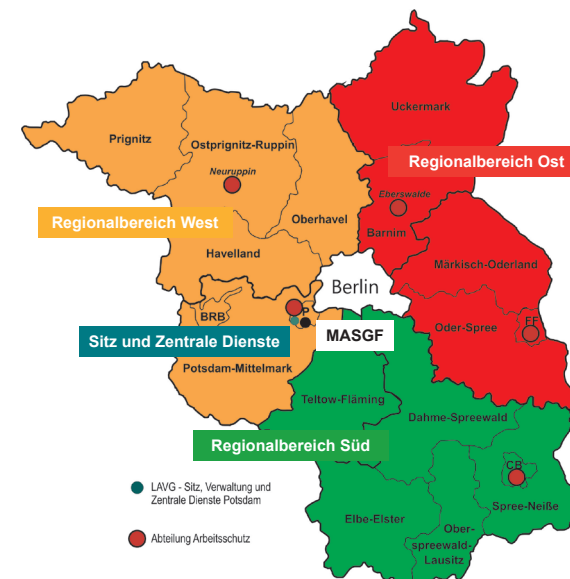 Uckermark
Prignitz
Ostprignitz-Ruppin
Regionalbereich Ost
Neuruppin
Eberswalde
Regionalbereich West
Oberhavel
Barnim
Havelland
Märkisch-Oderland
Berlin
P
BRB
FF
Oder-Spree
Sitz und Zentrale Dienste
MASGF
Potsdam-Mittelmark
Teltow-Fläming
Dahme-Spreewald
Regionalbereich Süd
CB
LAVG - Sitz, Verwaltung und
Zentrale Dienste Potsdam
Spree-Neiße
Elbe-Elster
Ober-
spreewald-
Lausitz
Abteilung Arbeitsschutz